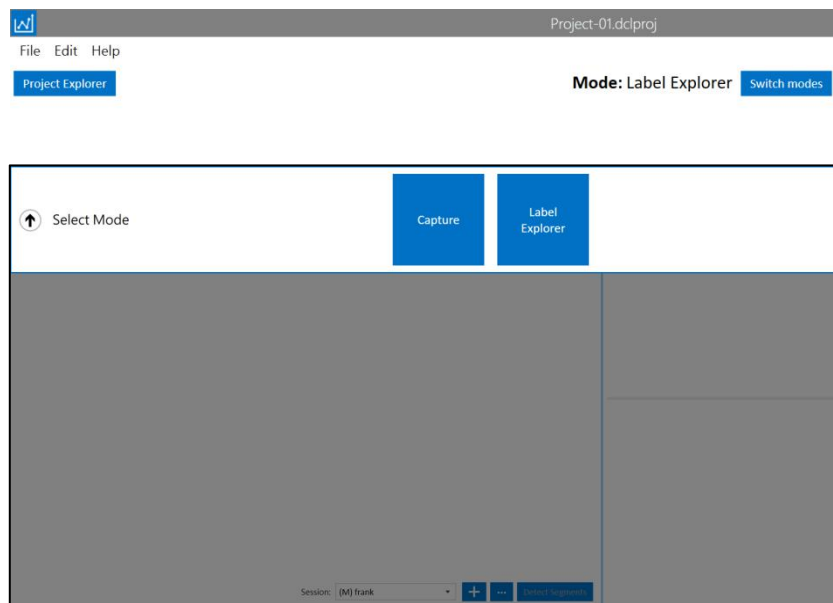 Project-01.dclproj
File Edit Help
Project Explorer
Mode: Label Explorer Switch modes
Select Mode
Capture
Label
Explorer
Session: (M) frank
Detect Segments